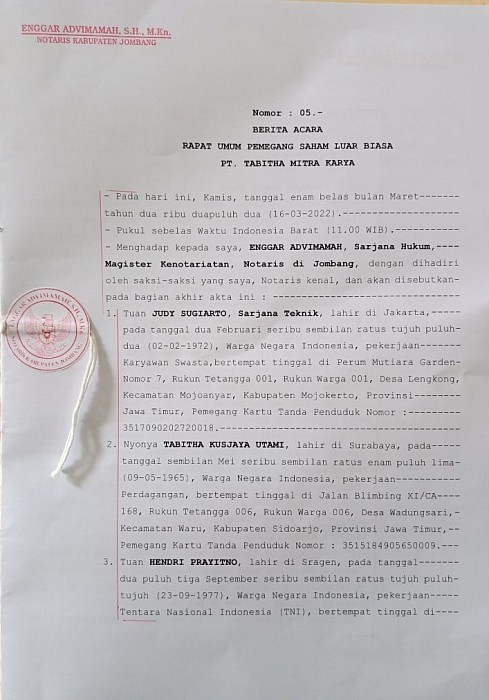 ENGGAR ADVIMAMAH, S.H., M.Kn.
NOTARIS KABUPATEN JOMBANG
Nomor : 05.-
BERITA ACARA
RAPAT UMUM PEMEGANG SAHAM LUAR BIASA
PT. TABITHA MITRA KARYA
- Pada hari ini, Kamis, tanggal enam belas bulan Maret-------
tahun dua ribu duapuluh dua (16-03-2022).--------------------
- Pukul sebelas Waktu Indonesia Barat (11.00 WIB).-----------
- Menghadap kepada saya, ENGGAR ADVIMAMAH, Sarjana Hukum,----
Magister Kenotariatan, Notaris di Jombang, dengan dihadiri
oleh saksi-saksi yang saya, Notaris kenal, dan akan disebutkan-
pada bagian akhir akta ini : --------------------------------
1. Tuan JUDY SUGIARTO, Sarjana Teknik, lahir di Jakarta,-----
pada tanggal dua Februari seribu sembilan ratus tujuh puluh-
dua (02-02-1972), Warga Negara Indonesia, pekerjaan--------
Karyawan Swasta,bertempat tinggal di Perum Mutiara Garden-
Nomor 7, Rukun Tetangga 001, Rukun Warga 001, Desa Lengkong,
Kecamatan Mojoanyar, Kabupaten Mojokerto, Provinsi--------
Jawa Timur, Pemegang Kartu Tanda Penduduk Nomor :---------
3517090202720018.-----------------------------------------
2. Nyonya TABITHA KUSJAYA UTAMI, lahir di Surabaya, pada-----
tanggal sembilan Mei seribu sembilan ratus enam puluh lima-
(09-05-1965), Warga Negara Indonesia, pekerjaan-----------
Perdagangan, bertempat tinggal di Jalan Blimbing XI/CA----
168, Rukun Tetangga 006, Rukun Warga 006, Desa Wadungsari,-
Kecamatan Waru, Kabupaten Sidoarjo, Provinsi Jawa Timur,--
Pemegang Kartu Tanda Penduduk Nomor : 3515184905650009.---
3. Tuan HENDRI PRAYITNO, lahir di Sragen, pada tanggal-------
dua puluh tiga September seribu sembilan ratus tujuh puluh-
tujuh (23-09-1977), Warga Negara Indonesia, pekerjaan-----
Tentara Nasional Indonesia (TNI), bertempat tinggal di----
ENGGAR ADVIMAMAH S.H., M.Kn.
NOTARIS KABUPATEN JOMBANG